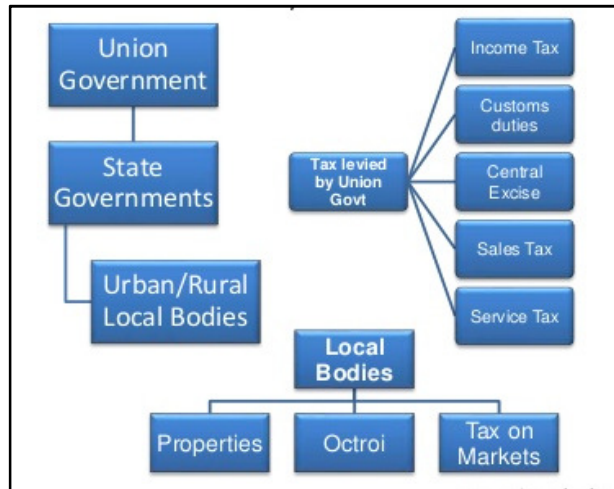 Union
Government
State
Governments
Urban/Rural
Local Bodies
Tax levied
by Union
Govt
Income Tax
Customs
duties
Central
Excise
Sales Tax
Service Tax
Local
Bodies
Properties
Octroi
Tax on
Markets